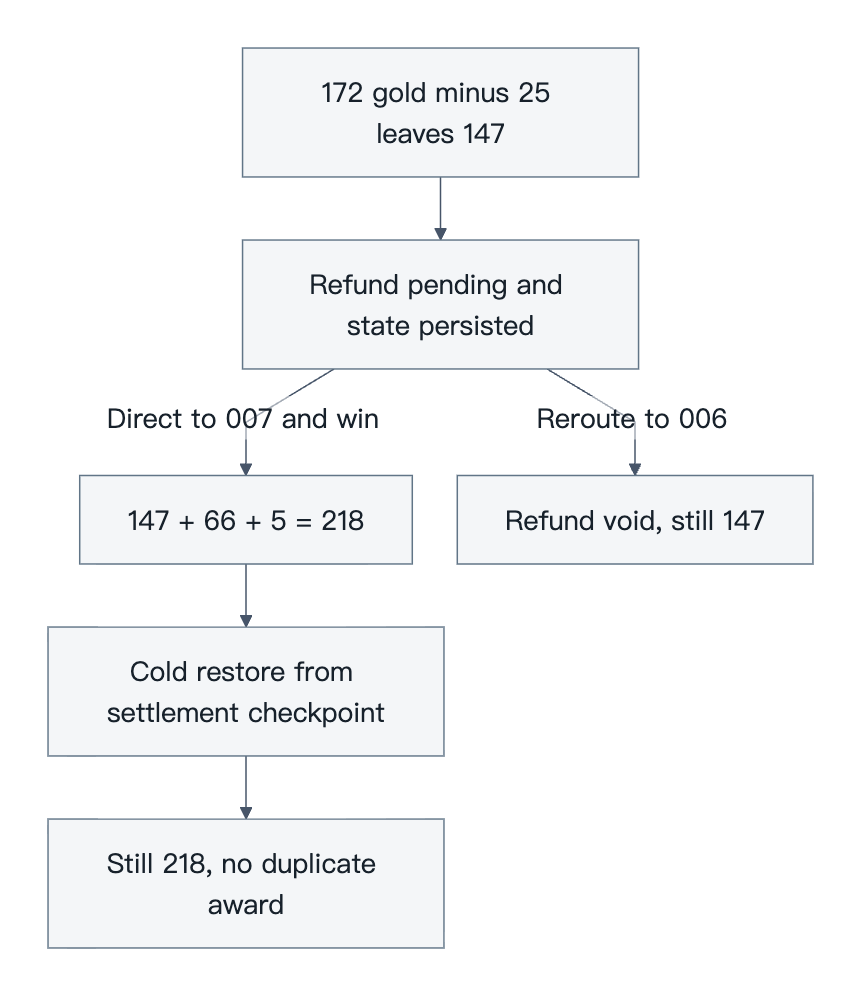 172 gold minus 25
leaves 147
Refund pending and
state persisted
Direct to 007 and win
Reroute to 006
147 + 66 + 5 = 218
Refund void, still 147
Cold restore from
settlement checkpoint
Still 218, no duplicate
award